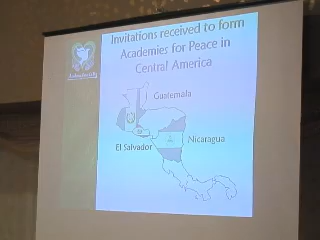 Invitations received to form
Academies for Peace in
Central America
Guatemala
Nicaragua
El Salvador